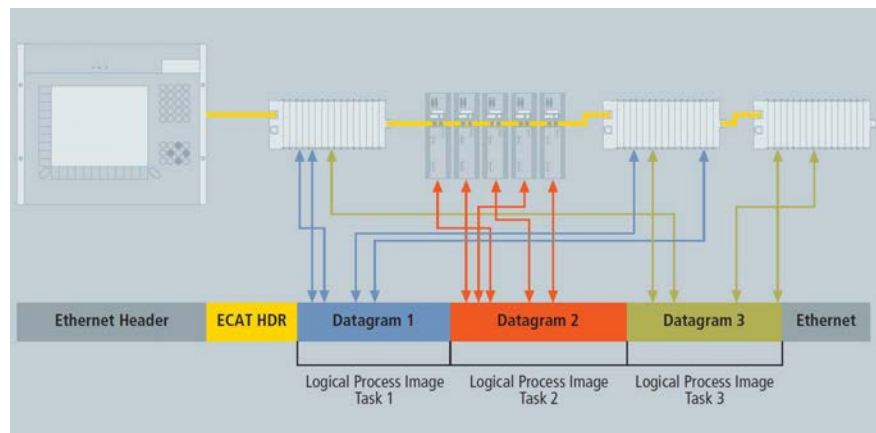 Ethernet Header
ECAT HDR
Datagram 1
Datagram 2
Datagram 3
Ethernet
Logical Process Image
Task 1
Logical Process Image
Task 2
Logical Process Image
Task 3